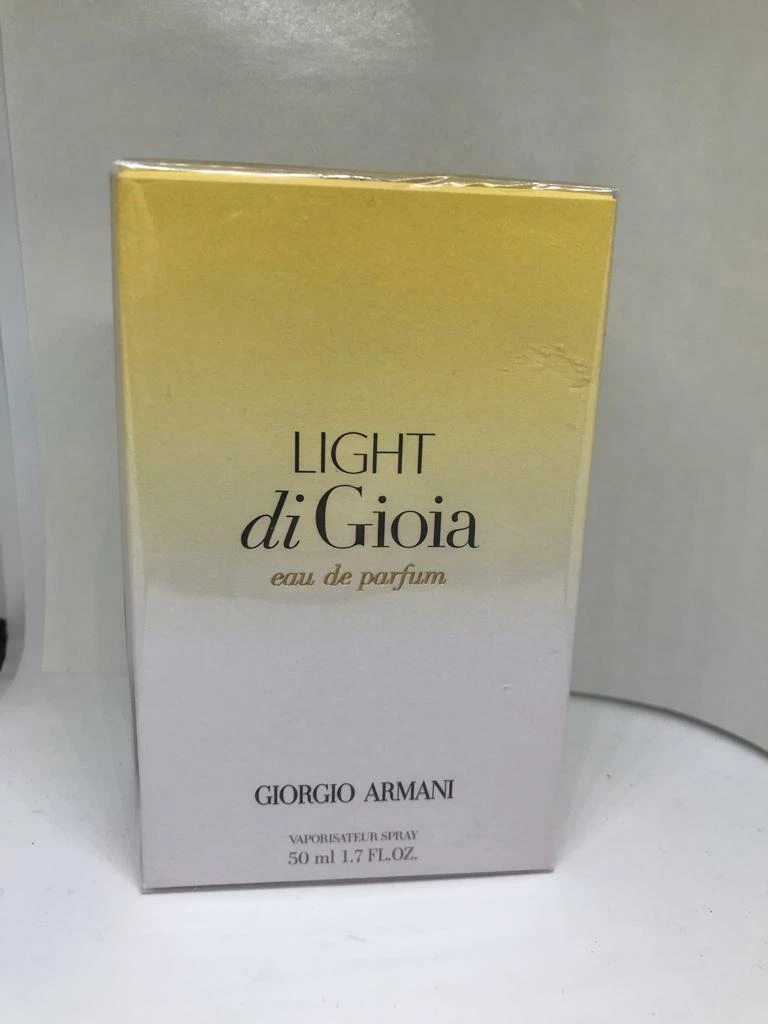 LIGHT
di Gioia
eau de parfum
GIORGIO ARMANI
VAPORISATEUR SPRAY
50 ml 1.7 FL.OZ.